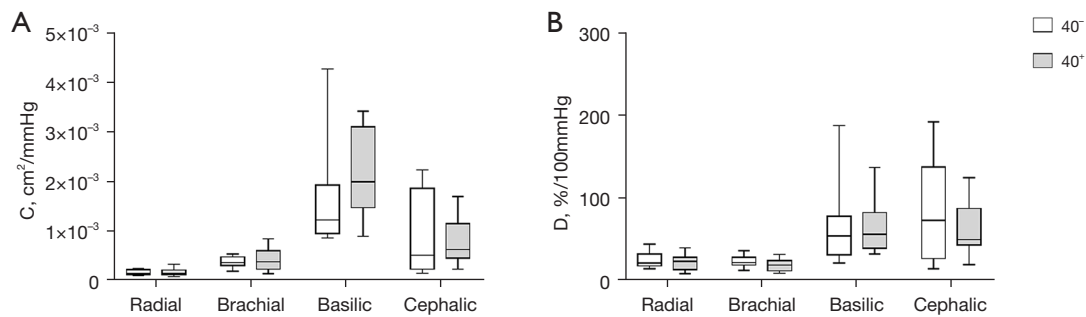 A
C, cm²/mmHg
5×10⁻³
4×10⁻³
3×10⁻³
2×10⁻³
1×10⁻³
0
Radial Brachial Basilic Cephalic
B
D, %/100mmHg
300
200
100
0
Radial Brachial Basilic Cephalic
40⁻
40⁺